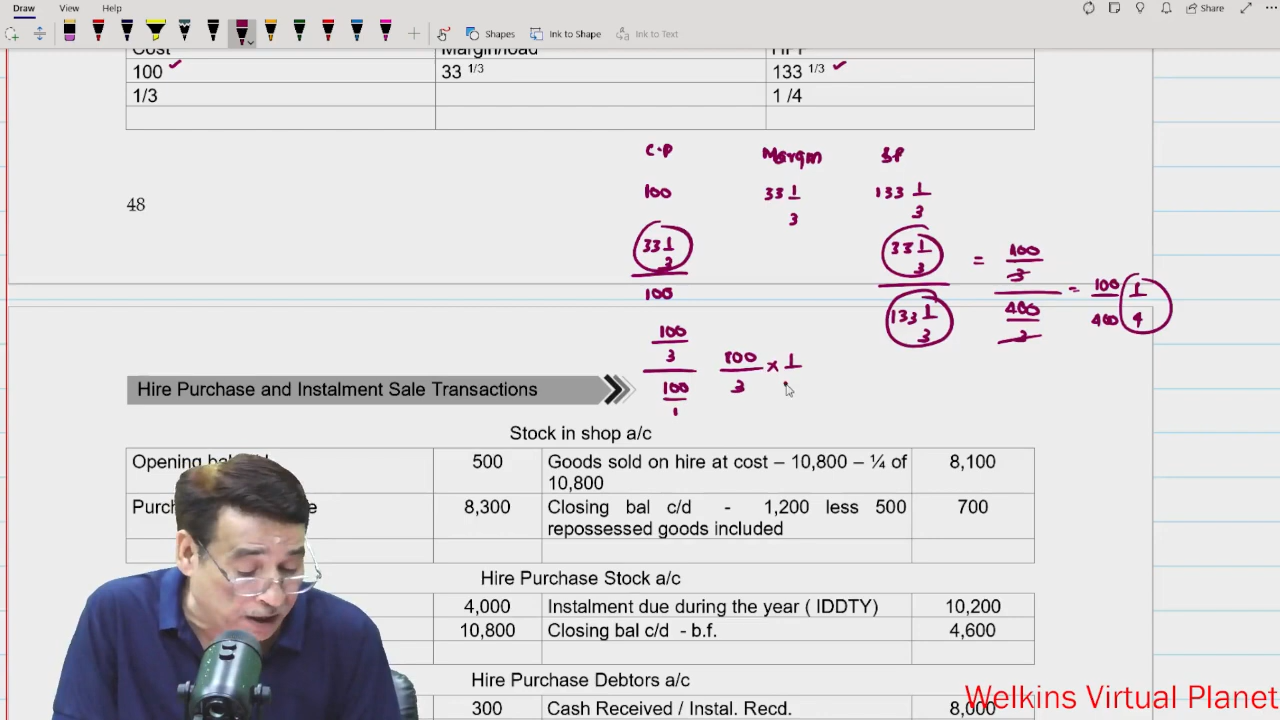 Draw View Help Share
Shapes Ink to Shape Ink to Text
Cost Margin/load HPP
100 33 1/3 133 1/3
1/3 1/4
C.P Margin S.P
100 33 1/3 133 1/3
48
33 1/3 / 100
33 1/3 / 133 1/3 = 100/3 / 400/3 = 100/400 1/4
100/3 / 100/1 100/3 × 1
Hire Purchase and Instalment Sale Transactions
Stock in shop a/c
500 Goods sold on hire at cost – 10,800 – ¼ of 8,100
10,800
8,300 Closing bal c/d - 1,200 less 500 700
repossessed goods included
Hire Purchase Stock a/c
4,000 Instalment due during the year ( IDDTY) 10,200
10,800 Closing bal c/d - b.f. 4,600
Hire Purchase Debtors a/c
300 Cash Received / Instal. Recd. 8,000
Welkins Virtual Planet